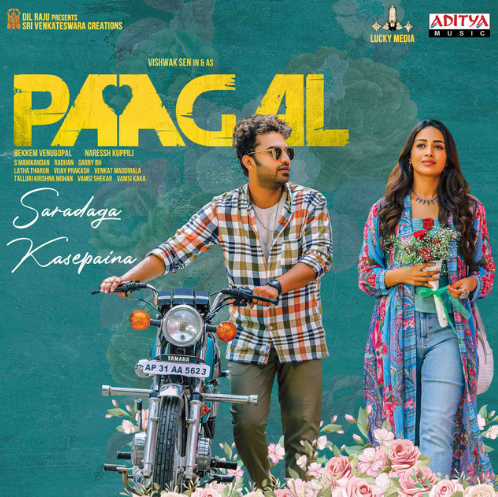 DIL RAJU PRESENTS
SRI VENKATESWARA CREATIONS
LUCKY MEDIA
ADITYA
MUSIC
VISHWAK SEN IN & AS
PAAGAL
BEKKEM VENUGOPAL NARESSH KUPPILI
S MANIKANDAN RADHAN GARRY BH
LATHA THARUN VIJAY PRAKASH VENKAT MADDIRALA
TALLURI KRISHNA MOHAN VAMSI SHEKAR VAMSI KAKA
Saradaga
Kasepaina
YAMAHA
AP 31 AA 5623